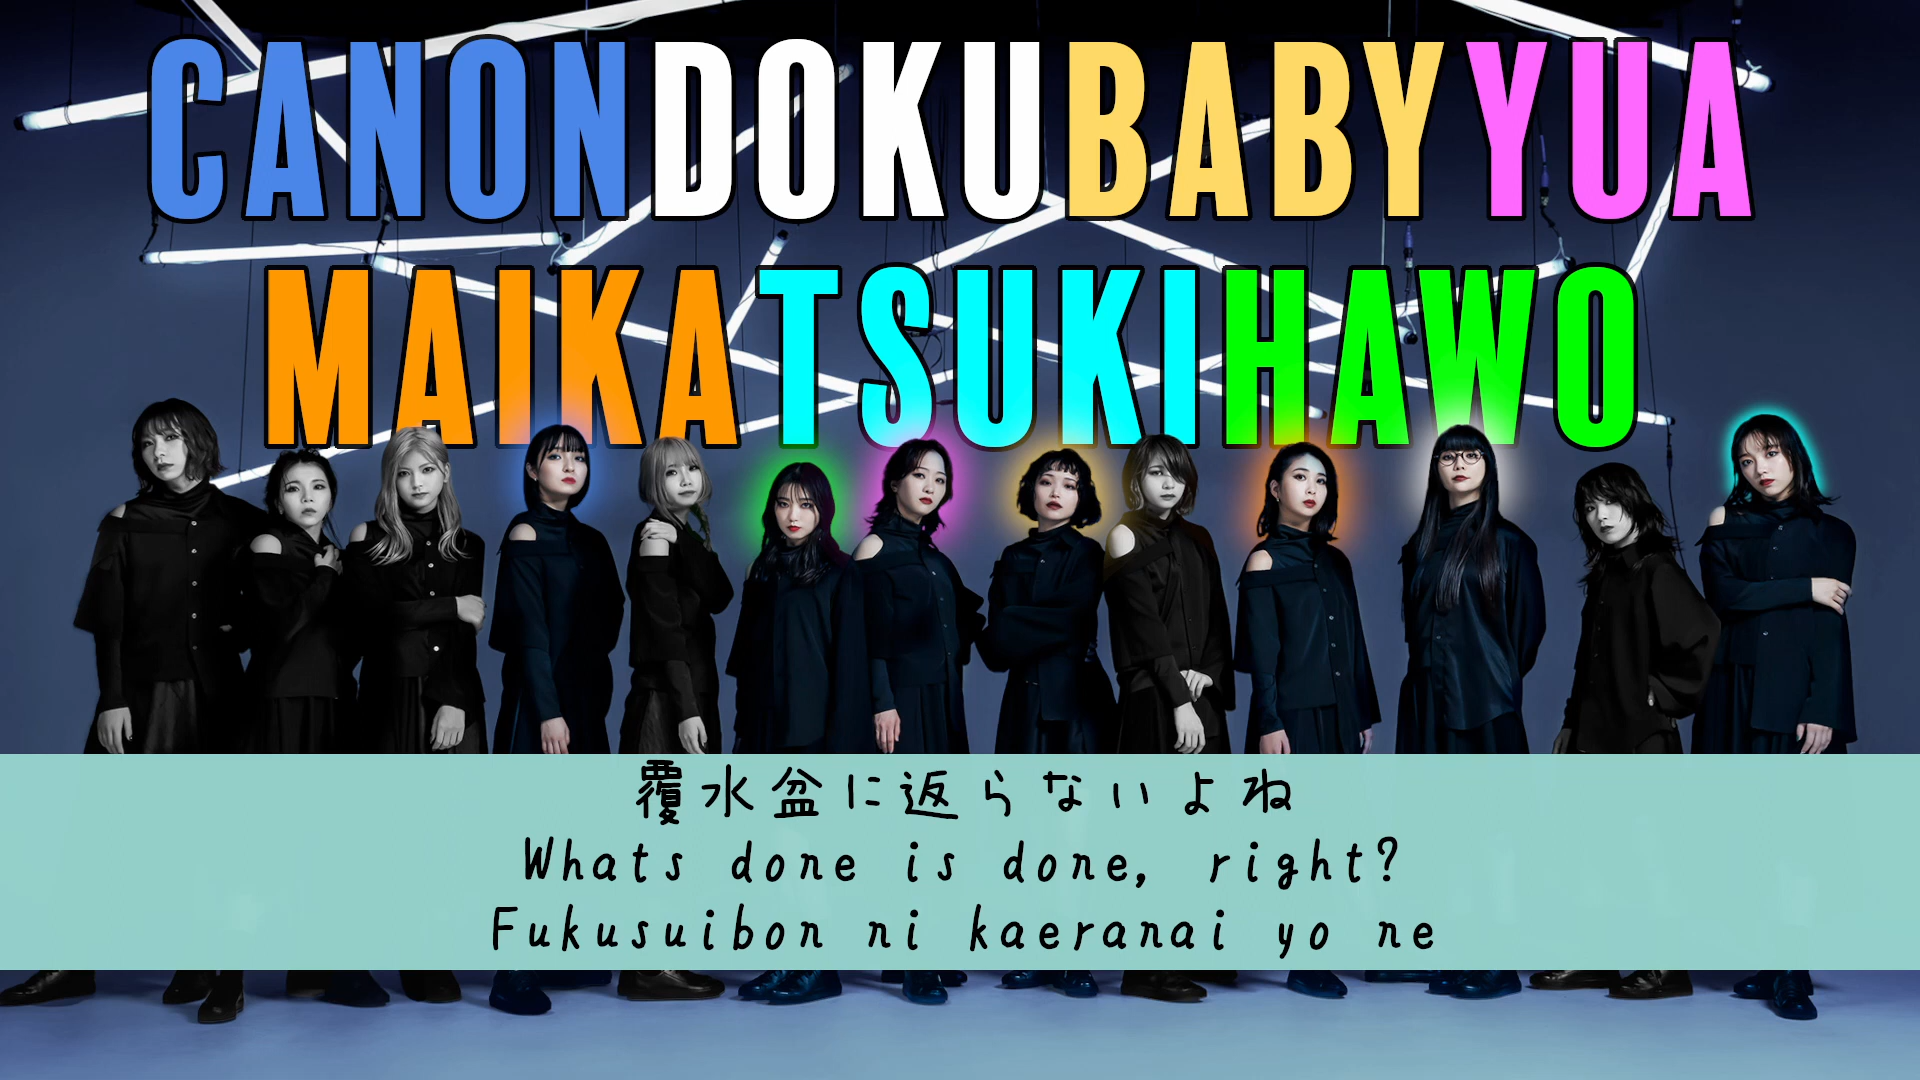 CANONDOKUBABYYUA
MAIKATSUKIHAWO
覆水盆に返らないよね
Whats done is done, right?
Fukusuibon ni kaeranai yo ne